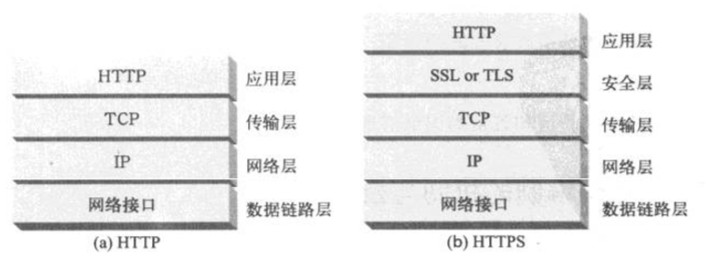 HTTP 应用层
TCP 传输层
IP 网络层
网络接口 数据链路层
(a) HTTP
HTTP 应用层
SSL or TLS 安全层
TCP 传输层
IP 网络层
网络接口 数据链路层
(b) HTTPS